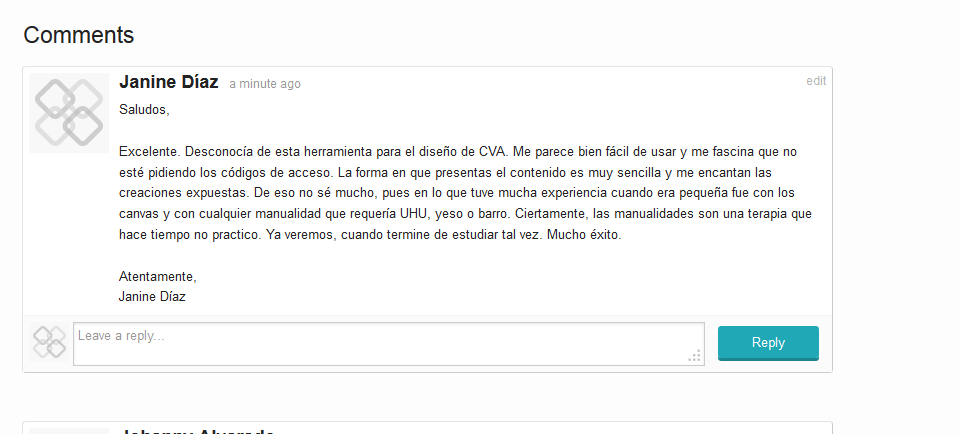 Comments
Janine Díaz a minute ago edit
Saludos,
Excelente. Desconocía de esta herramienta para el diseño de CVA. Me parece bien fácil de usar y me fascina que no
esté pidiendo los códigos de acceso. La forma en que presentas el contenido es muy sencilla y me encantan las
creaciones expuestas. De eso no sé mucho, pues en lo que tuve mucha experiencia cuando era pequeña fue con los
canvas y con cualquier manualidad que requería UHU, yeso o barro. Ciertamente, las manualidades son una terapia que
hace tiempo no practico. Ya veremos, cuando termine de estudiar tal vez. Mucho éxito.
Atentamente,
Janine Díaz
Leave a reply...
Reply